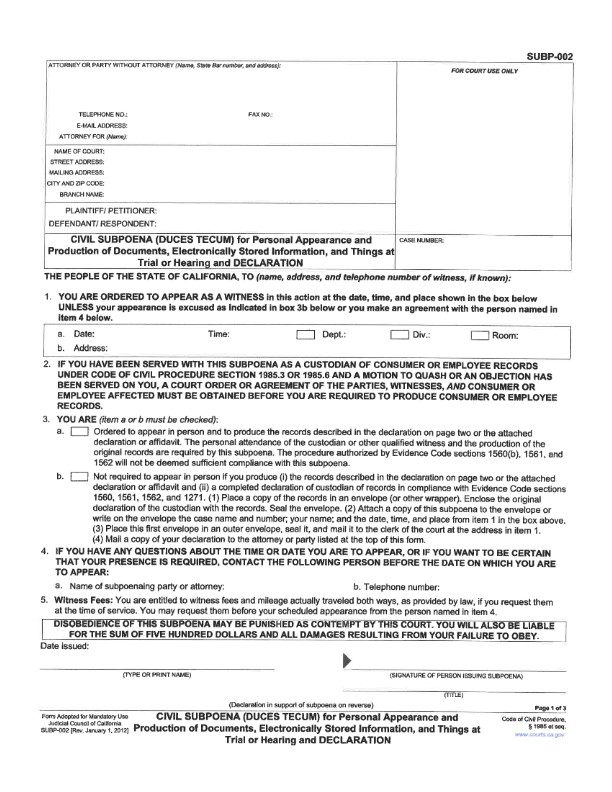 SUBP-002
ATTORNEY OR PARTY WITHOUT ATTORNEY (Name, State Bar number, and address):
FOR COURT USE ONLY
TELEPHONE NO.: FAX NO.:
E-MAIL ADDRESS:
ATTORNEY FOR (Name):
NAME OF COURT:
STREET ADDRESS:
MAILING ADDRESS:
CITY AND ZIP CODE:
BRANCH NAME:
PLAINTIFF/ PETITIONER:
DEFENDANT/ RESPONDENT:
CIVIL SUBPOENA (DUCES TECUM) for Personal Appearance and
Production of Documents, Electronically Stored Information, and Things at
Trial or Hearing and DECLARATION
CASE NUMBER:
THE PEOPLE OF THE STATE OF CALIFORNIA, TO (name, address, and telephone number of witness, if known):
1. YOU ARE ORDERED TO APPEAR AS A WITNESS in this action at the date, time, and place shown in the box below
UNLESS your appearance is excused as indicated in box 3b below or you make an agreement with the person named in
item 4 below.
a. Date: Time: Dept.: Div.: Room:
b. Address:
2. IF YOU HAVE BEEN SERVED WITH THIS SUBPOENA AS A CUSTODIAN OF CONSUMER OR EMPLOYEE RECORDS
UNDER CODE OF CIVIL PROCEDURE SECTION 1985.3 OR 1985.6 AND A MOTION TO QUASH OR AN OBJECTION HAS
BEEN SERVED ON YOU, A COURT ORDER OR AGREEMENT OF THE PARTIES, WITNESSES, AND CONSUMER OR
EMPLOYEE AFFECTED MUST BE OBTAINED BEFORE YOU ARE REQUIRED TO PRODUCE CONSUMER OR EMPLOYEE
RECORDS.
3. YOU ARE (item a or b must be checked):
a. Ordered to appear in person and to produce the records described in the declaration on page two or the attached
declaration or affidavit. The personal attendance of the custodian or other qualified witness and the production of the
original records are required by this subpoena. The procedure authorized by Evidence Code sections 1560(b), 1561, and
1562 will not be deemed sufficient compliance with this subpoena.
b. Not required to appear in person if you produce (i) the records described in the declaration on page two or the attached
declaration or affidavit and (ii) a completed declaration of custodian of records in compliance with Evidence Code sections
1560, 1561, 1562, and 1271. (1) Place a copy of the records in an envelope (or other wrapper). Enclose the original
declaration of the custodian with the records. Seal the envelope. (2) Attach a copy of this subpoena to the envelope or
write on the envelope the case name and number; your name; and the date, time, and place from item 1 in the box above.
(3) Place this first envelope in an outer envelope, seal it, and mail it to the clerk of the court at the address in item 1.
(4) Mail a copy of your declaration to the attorney or party listed at the top of this form.
4. IF YOU HAVE ANY QUESTIONS ABOUT THE TIME OR DATE YOU ARE TO APPEAR, OR IF YOU WANT TO BE CERTAIN
THAT YOUR PRESENCE IS REQUIRED, CONTACT THE FOLLOWING PERSON BEFORE THE DATE ON WHICH YOU ARE
TO APPEAR:
a. Name of subpoenaing party or attorney: b. Telephone number:
5. Witness Fees: You are entitled to witness fees and mileage actually traveled both ways, as provided by law, if you request them
at the time of service. You may request them before your scheduled appearance from the person named in item 4.
DISOBEDIENCE OF THIS SUBPOENA MAY BE PUNISHED AS CONTEMPT BY THIS COURT. YOU WILL ALSO BE LIABLE
FOR THE SUM OF FIVE HUNDRED DOLLARS AND ALL DAMAGES RESULTING FROM YOUR FAILURE TO OBEY.
Date issued:
(TYPE OR PRINT NAME) (SIGNATURE OF PERSON ISSUING SUBPOENA)
(TITLE)
(Declaration in support of subpoena on reverse)
Page 1 of 3
Form Adopted for Mandatory Use
Judicial Council of California
SUBP-002 [Rev. January 1, 2012]
CIVIL SUBPOENA (DUCES TECUM) for Personal Appearance and
Production of Documents, Electronically Stored Information, and Things at
Trial or Hearing and DECLARATION
Code of Civil Procedure,
§ 1985 et seq.
www.courts.ca.gov